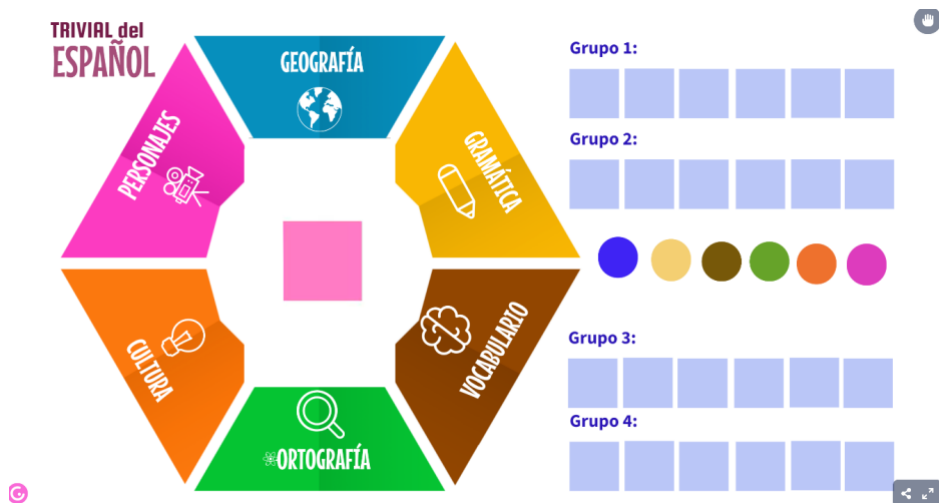 TRIVIAL del
ESPAÑOL
GEOGRAFÍA
PERSONAJES
GRAMÁTICA
CULTURA
VOCABULARIO
ORTOGRAFÍA
Grupo 1:
Grupo 2:
Grupo 3:
Grupo 4: